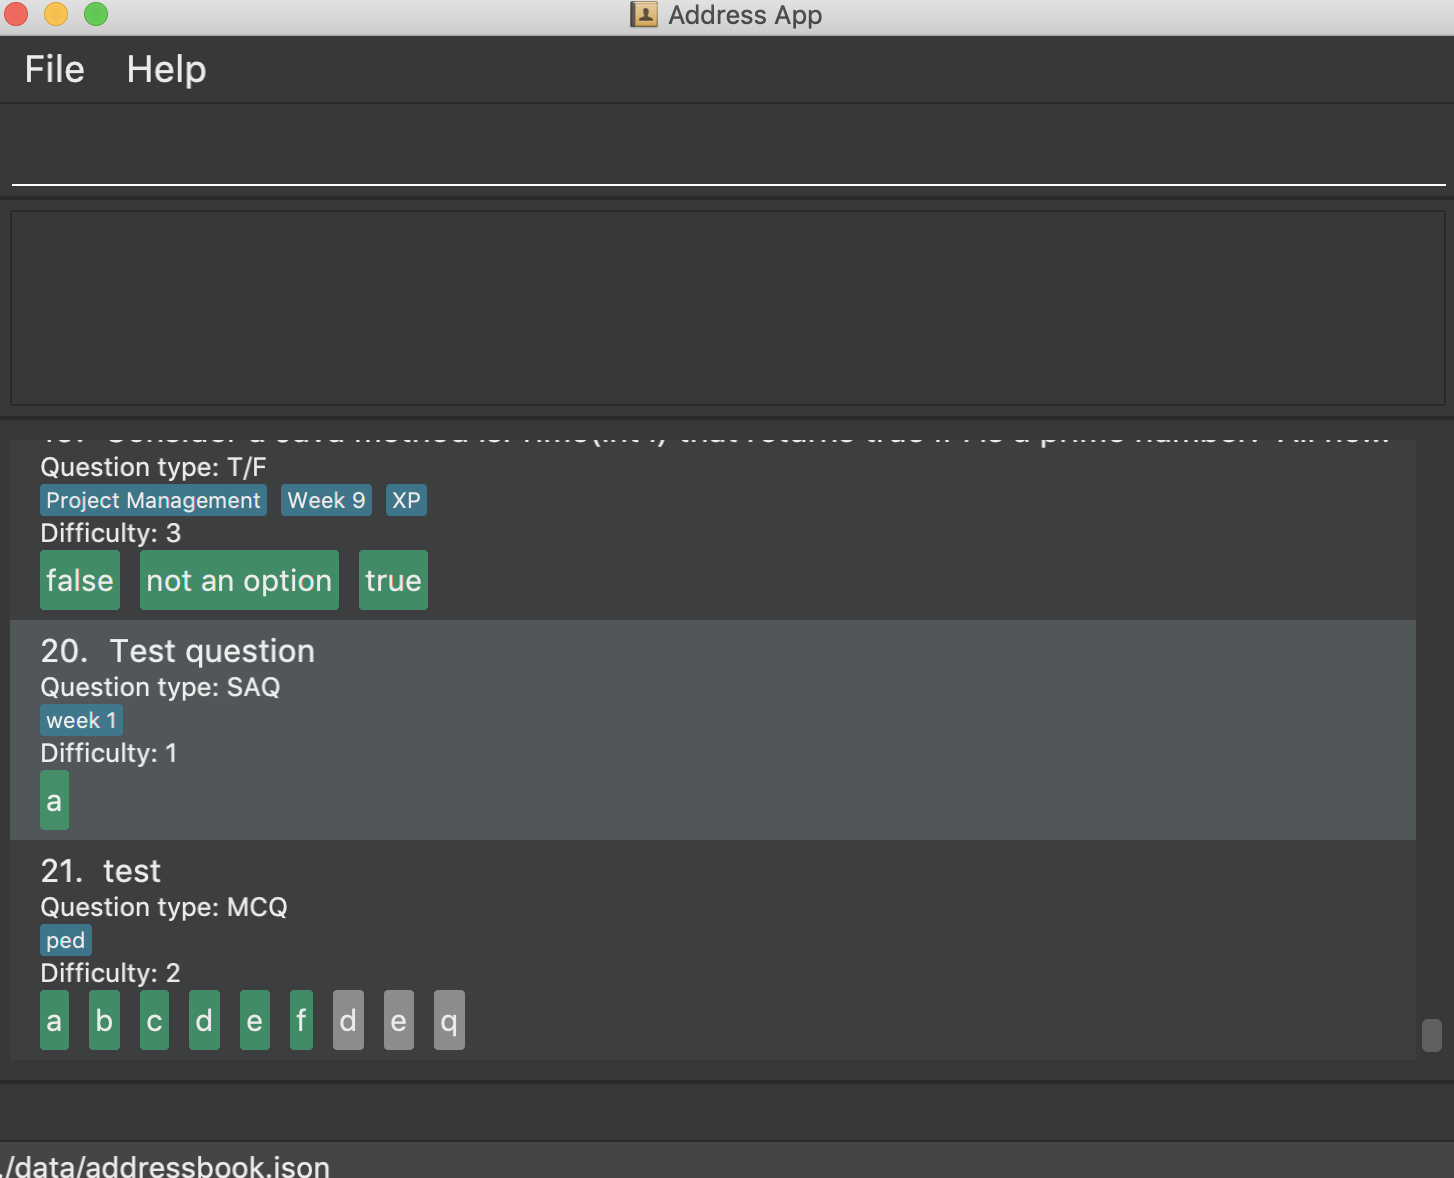 Address App
File Help
Question type: T/F
Project Management Week 9 XP
Difficulty: 3
false not an option true
20. Test question
Question type: SAQ
week 1
Difficulty: 1
a
21. test
Question type: MCQ
ped
Difficulty: 2
a b c d e f d e q
./data/addressbook.json